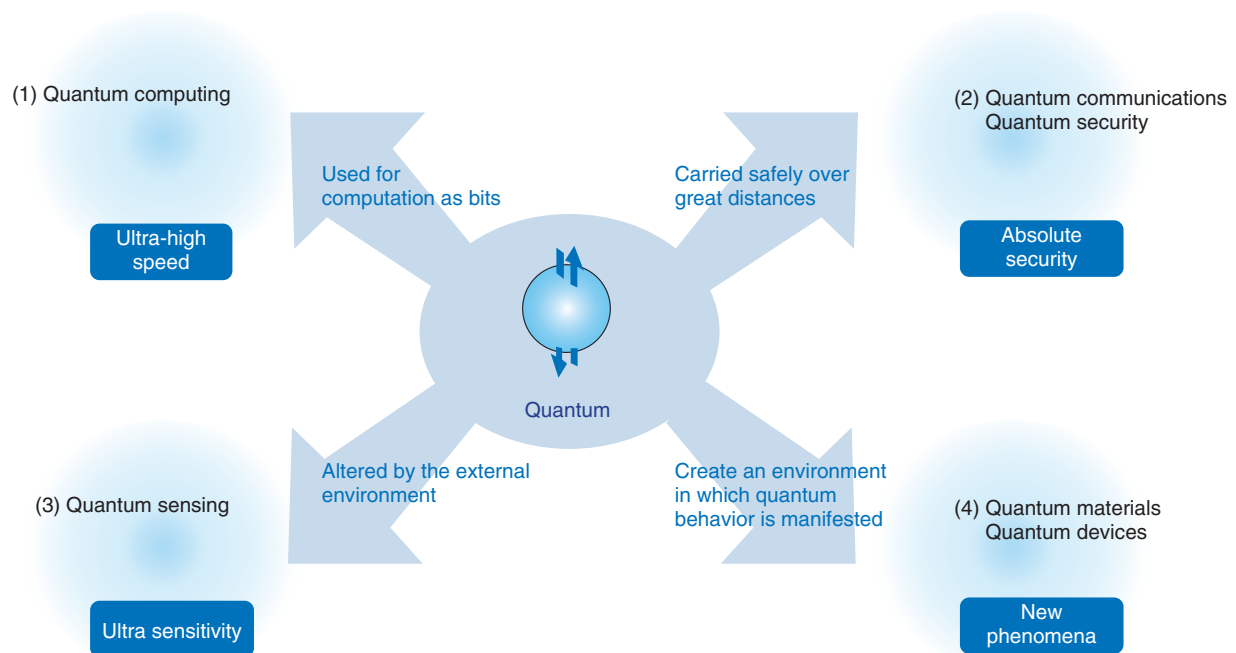 (1) Quantum computing
Ultra-high
speed
Used for
computation as bits
(2) Quantum communications
Quantum security
Absolute
security
Carried safely over
great distances
Quantum
(3) Quantum sensing
Ultra sensitivity
Altered by the external
environment
(4) Quantum materials
Quantum devices
New
phenomena
Create an environment
in which quantum
behavior is manifested